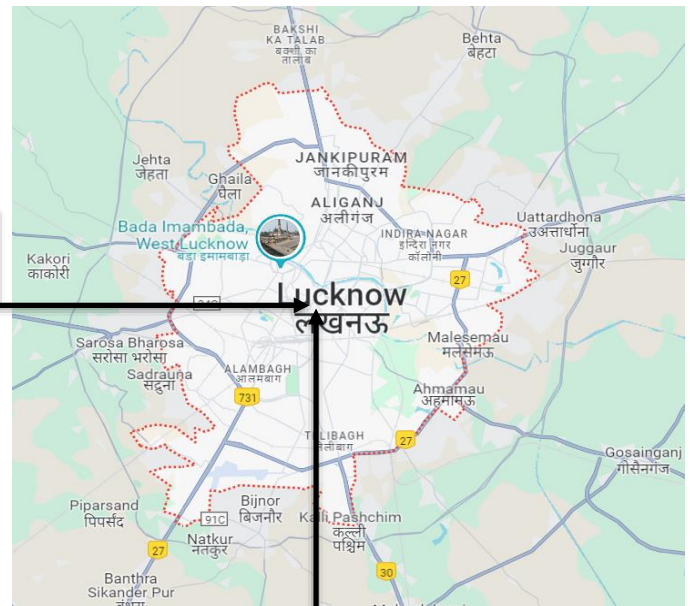 BAKSHI
KA TALAB
बक्शी का
तालाब
Behta
बेहटा
Jehta
जेहता
Ghaila
घैला
JANKIPURAM
जानकीपुरम
ALIGANJ
अलीगंज
Bada Imambada,
West Lucknow
बड़ा इमामबाड़ा
INDIRA NAGAR
इन्दिरा नगर
कॉलोनी
Uattardhona
उअत्तार्धोना
Juggaur
जुग्गौर
Kakori
काकोरी
27
Lucknow
लखनऊ
Sarosa Bharosa
सरोसा भरोसा
Sadrauna
सद्रुना
Malesemau
मलेसेमऊ
ALAMBAGH
आलमबाग
731
Ahmamau
अहमामऊ
TELIBAGH
तेलीबाग
27
Gosainganj
गोसैनगंज
Piparsand
पिपर्संद
Bijnor
बिजनौर
91C
Natkur
नतकुर
Kalli Pashchim
कल्ली
पश्चिम
27
30
Banthra
Sikander Pur